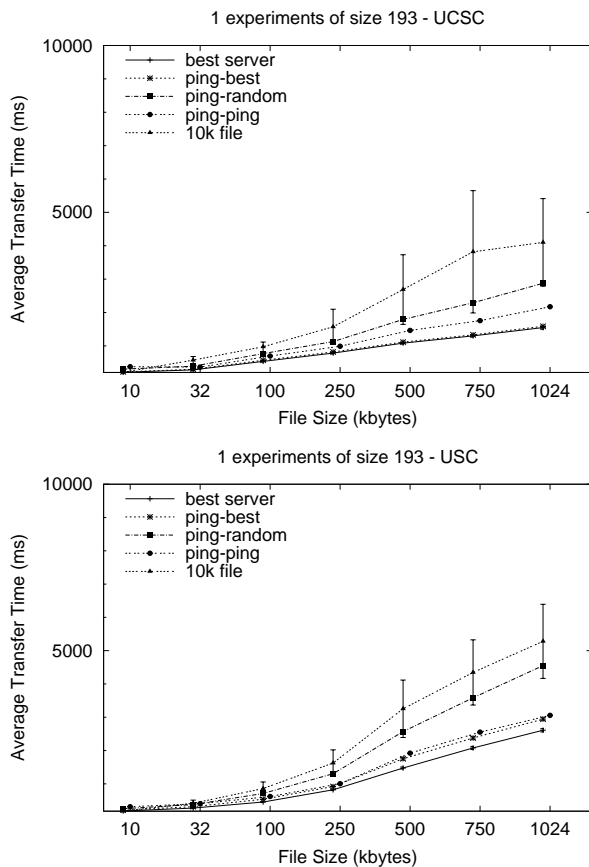 1 experiments of size 193 - UCSC
10000
5000
Average Transfer Time (ms)
best server
ping-best
ping-random
ping-ping
10k file
10 32 100 250 500 750 1024
File Size (kbytes)
1 experiments of size 193 - USC
10000
5000
Average Transfer Time (ms)
best server
ping-best
ping-random
ping-ping
10k file
10 32 100 250 500 750 1024
File Size (kbytes)